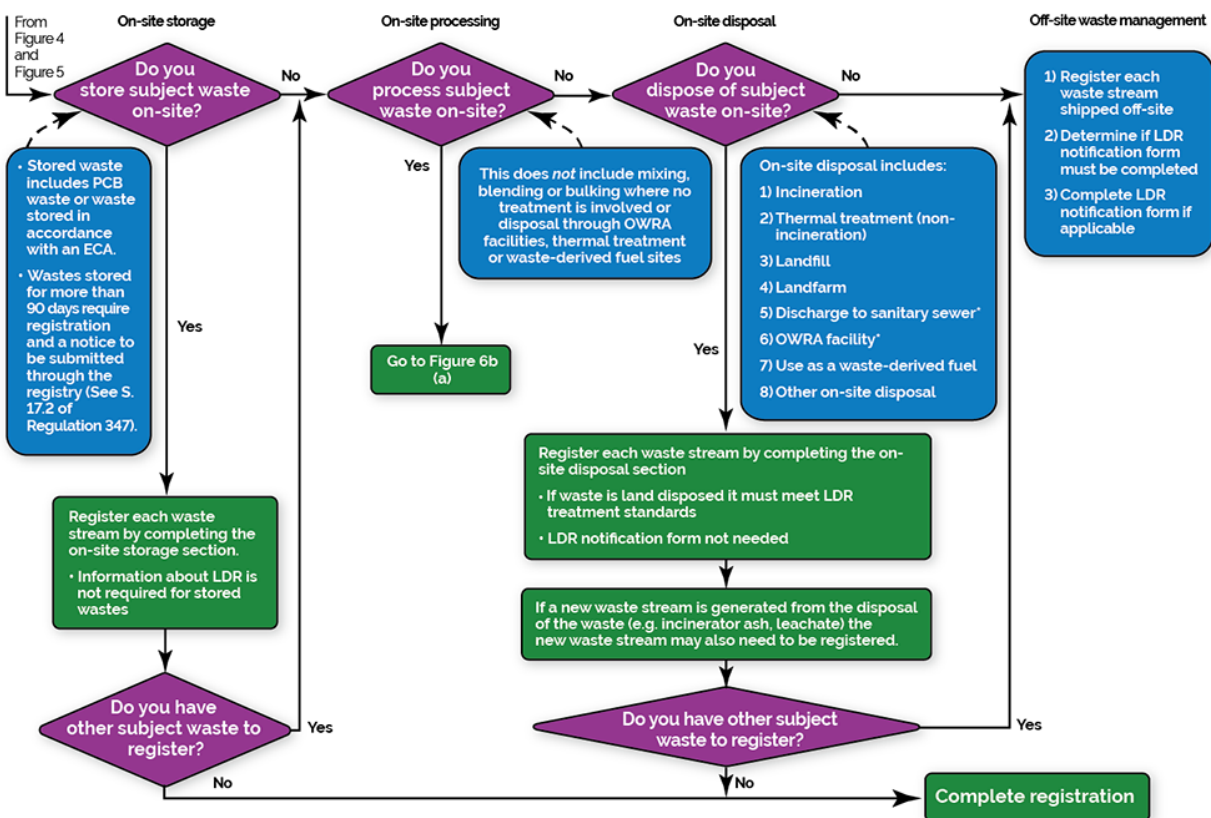 From
Figure 4
and
Figure 5
On-site storage
Do you
store subject waste
on-site?
No
• Stored waste
includes PCB
waste or waste
stored in
accordance
with an ECA.
• Wastes stored
for more than
90 days require
registration
and a notice to
be submitted
through the
registry (See S.
17.2 of
Regulation 347).
Yes
Register each waste
stream by completing the
on-site storage section.
• Information about LDR is
not required for stored
wastes
Do you have
other subject waste to
register?
Yes
No
On-site processing
Do you
process subject
waste on-site?
No
Yes
This does not include mixing,
blending or bulking where no
treatment is involved or
disposal through OWRA
facilities, thermal treatment
or waste-derived fuel sites
Go to Figure 6b
(a)
On-site disposal
Do you
dispose of subject
waste on-site?
No
Yes
On-site disposal includes:
1) Incineration
2) Thermal treatment (non-
incineration)
3) Landfill
4) Landfarm
5) Discharge to sanitary sewer*
6) OWRA facility*
7) Use as a waste-derived fuel
8) Other on-site disposal
Register each waste stream by completing the on-
site disposal section
• If waste is land disposed it must meet LDR
treatment standards
• LDR notification form not needed
If a new waste stream is generated from the disposal
of the waste (e.g. incinerator ash, leachate) the
new waste stream may also need to be registered.
Do you have other subject
waste to register?
Yes
No
Off-site waste management
1) Register each
waste stream
shipped off-site
2) Determine if LDR
notification form
must be completed
3) Complete LDR
notification form if
applicable
Complete registration